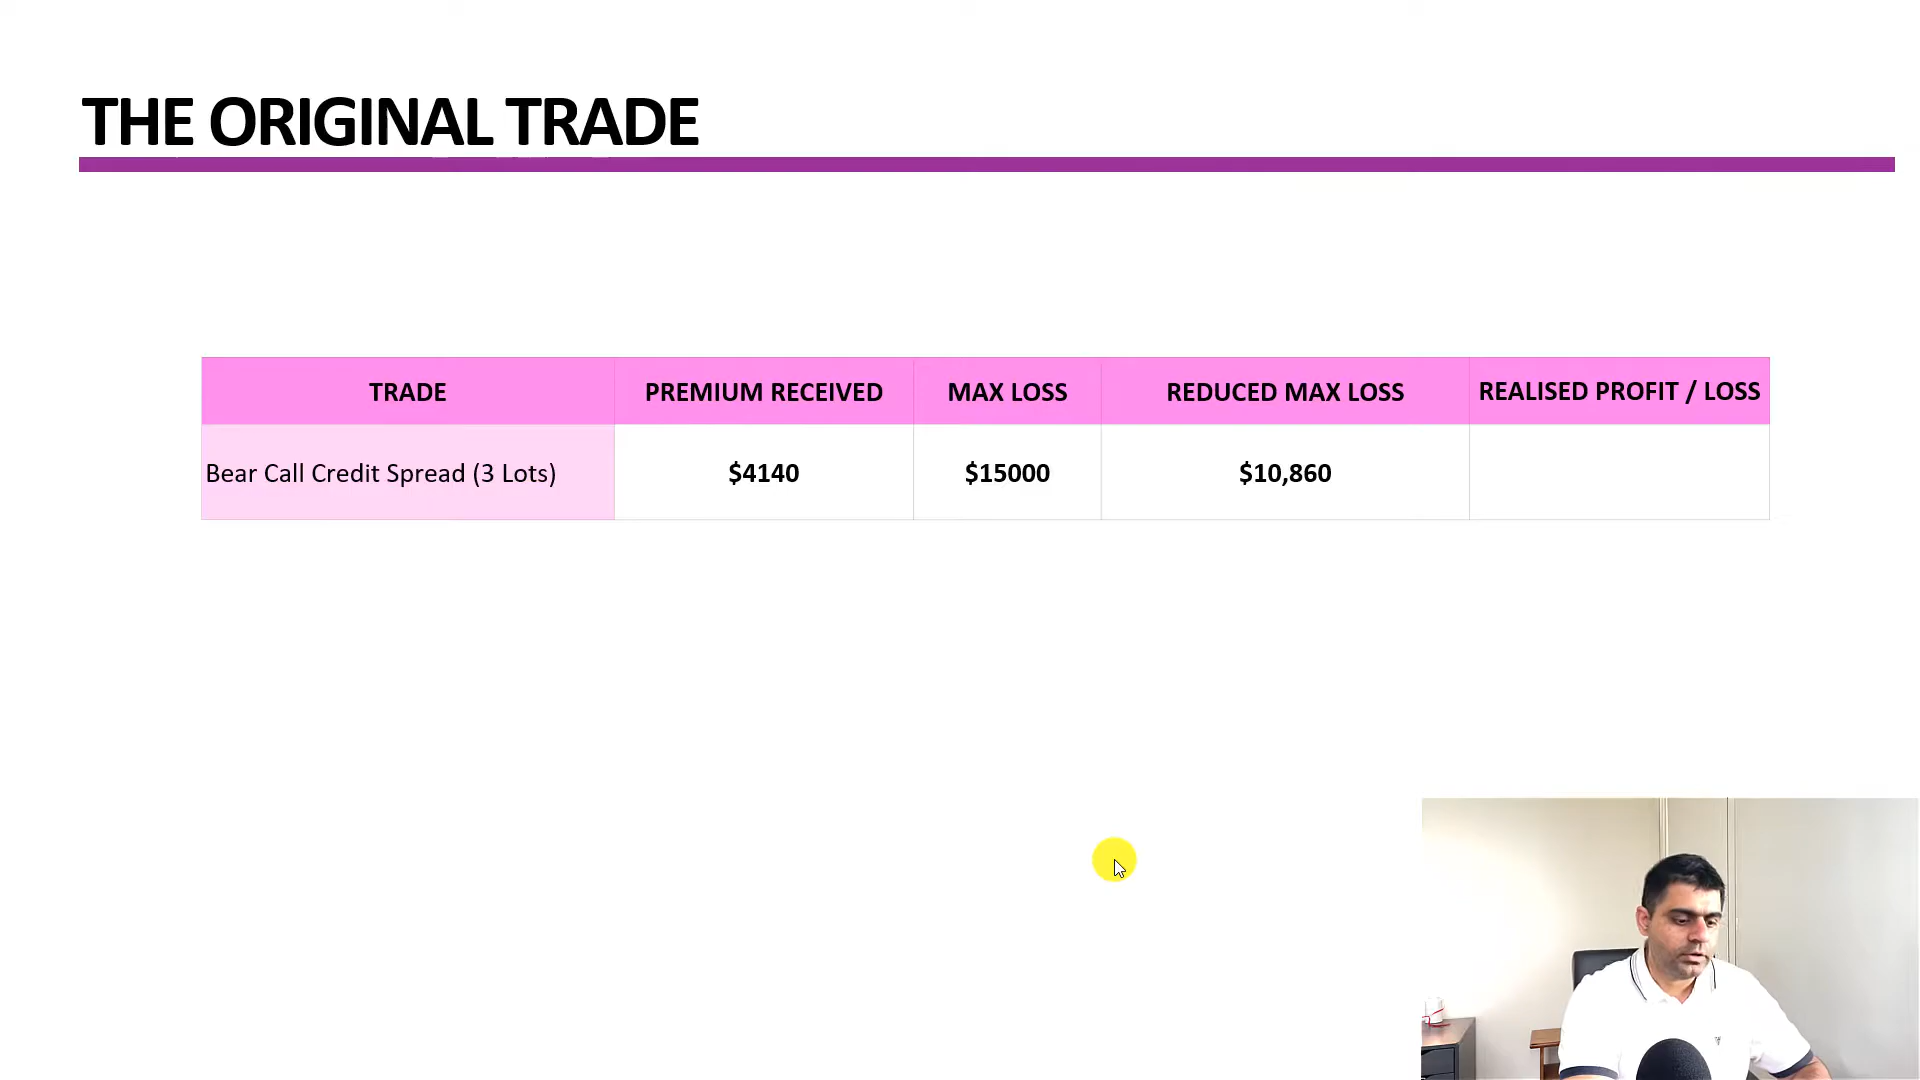 THE ORIGINAL TRADE
TRADE PREMIUM RECEIVED MAX LOSS REDUCED MAX LOSS REALISED PROFIT / LOSS
Bear Call Credit Spread (3 Lots) $4140 $15000 $10,860